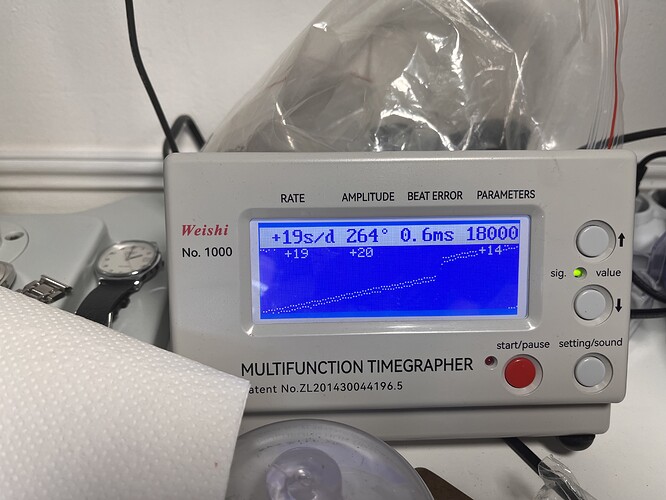 RATE AMPLITUDE BEAT ERROR PARAMETERS
Weishi
No. 1000
+19s/d 264° 0.6ms 18000
+19 +20 +14
sig. value
start/pause setting/sound
MULTIFUNCTION TIMEGRAPHER
atent No.ZL201430044196.5